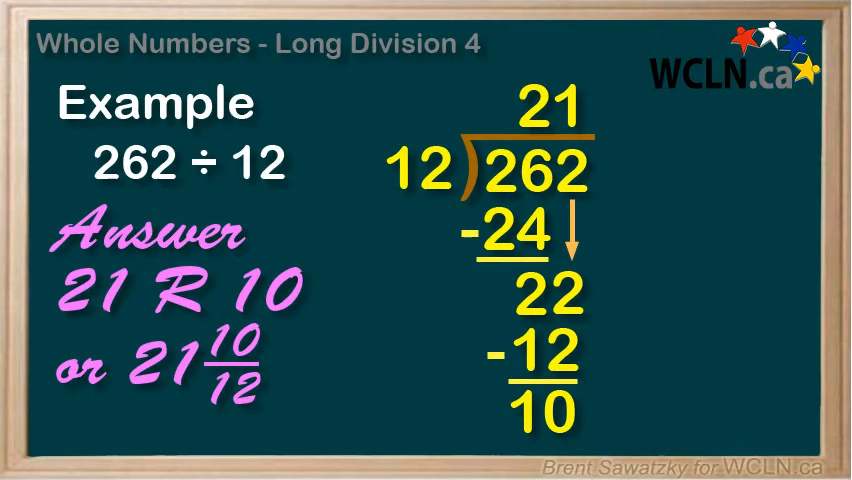 Whole Numbers - Long Division 4
WCLN.ca
Example
262 ÷ 12
Answer
21 R 10
or 21 10/12
21
12)262
-24
22
-12
10
Brent Sawatzky for WCLN.ca